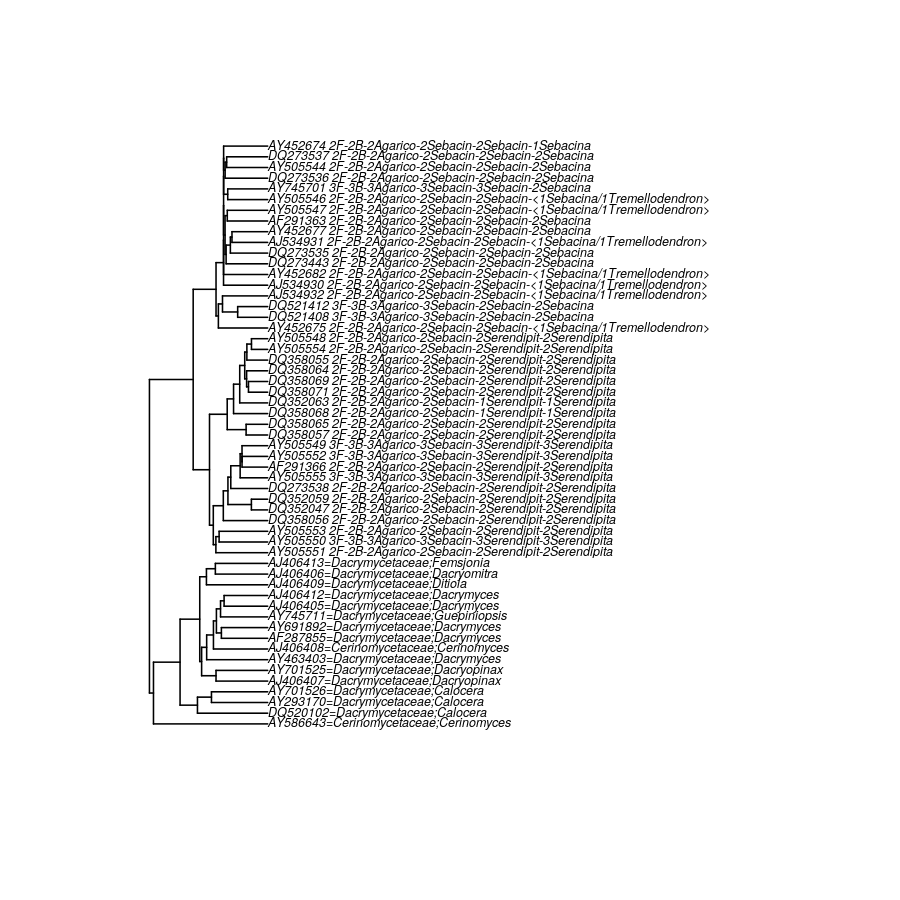 AY452674 2F-2B-2Agarico-2Sebacin-2Sebacin-1Sebacina
DQ273537 2F-2B-2Agarico-2Sebacin-2Sebacin-2Sebacina
AY505544 2F-2B-2Agarico-2Sebacin-2Sebacin-2Sebacina
DQ273536 2F-2B-2Agarico-2Sebacin-2Sebacin-2Sebacina
AY745701 3F-3B-3Agarico-3Sebacin-3Sebacin-2Sebacina
AY505546 2F-2B-2Agarico-2Sebacin-2Sebacin-<1Sebacina/1Tremellodendron>
AY505547 2F-2B-2Agarico-2Sebacin-2Sebacin-<1Sebacina/1Tremellodendron>
AF291363 2F-2B-2Agarico-2Sebacin-2Sebacin-2Sebacina
AY452677 2F-2B-2Agarico-2Sebacin-2Sebacin-2Sebacina
AJ534931 2F-2B-2Agarico-2Sebacin-2Sebacin-<1Sebacina/1Tremellodendron>
DQ273535 2F-2B-2Agarico-2Sebacin-2Sebacin-2Sebacina
DQ273443 2F-2B-2Agarico-2Sebacin-2Sebacin-2Sebacina
AY452682 2F-2B-2Agarico-2Sebacin-2Sebacin-<1Sebacina/1Tremellodendron>
AJ534930 2F-2B-2Agarico-2Sebacin-2Sebacin-<1Sebacina/1Tremellodendron>
AJ534932 2F-2B-2Agarico-2Sebacin-2Sebacin-<1Sebacina/1Tremellodendron>
DQ521412 3F-3B-3Agarico-3Sebacin-2Sebacin-2Sebacina
DQ521408 3F-3B-3Agarico-3Sebacin-2Sebacin-2Sebacina
AY452675 2F-2B-2Agarico-2Sebacin-2Sebacin-<1Sebacina/1Tremellodendron>
AY505548 2F-2B-2Agarico-2Sebacin-2Serendipit-2Serendipita
AY505554 2F-2B-2Agarico-2Sebacin-2Serendipit-2Serendipita
DQ358055 2F-2B-2Agarico-2Sebacin-2Serendipit-2Serendipita
DQ358064 2F-2B-2Agarico-2Sebacin-2Serendipit-2Serendipita
DQ358069 2F-2B-2Agarico-2Sebacin-2Serendipit-2Serendipita
DQ358071 2F-2B-2Agarico-2Sebacin-2Serendipit-2Serendipita
DQ352063 2F-2B-2Agarico-2Sebacin-1Serendipit-1Serendipita
DQ358068 2F-2B-2Agarico-2Sebacin-1Serendipit-1Serendipita
DQ358065 2F-2B-2Agarico-2Sebacin-2Serendipit-2Serendipita
DQ358057 2F-2B-2Agarico-2Sebacin-2Serendipit-2Serendipita
AY505549 3F-3B-3Agarico-3Sebacin-3Serendipit-3Serendipita
AY505552 3F-3B-3Agarico-3Sebacin-3Serendipit-3Serendipita
AF291366 2F-2B-2Agarico-2Sebacin-2Serendipit-2Serendipita
AY505555 3F-3B-3Agarico-3Sebacin-3Serendipit-3Serendipita
DQ273538 2F-2B-2Agarico-2Sebacin-2Serendipit-2Serendipita
DQ352059 2F-2B-2Agarico-2Sebacin-2Serendipit-2Serendipita
DQ352047 2F-2B-2Agarico-2Sebacin-2Serendipit-2Serendipita
DQ358056 2F-2B-2Agarico-2Sebacin-2Serendipit-2Serendipita
AY505553 2F-2B-2Agarico-2Sebacin-2Serendipit-2Serendipita
AY505550 3F-3B-3Agarico-3Sebacin-3Serendipit-3Serendipita
AY505551 2F-2B-2Agarico-2Sebacin-2Serendipit-2Serendipita
AJ406413=Dacrymycetaceae;Femsjonia
AJ406406=Dacrymycetaceae;Dacryomitra
AJ406409=Dacrymycetaceae;Ditiola
AJ406412=Dacrymycetaceae;Dacrymyces
AJ406405=Dacrymycetaceae;Dacrymyces
AY745711=Dacrymycetaceae;Guepiniopsis
AY691892=Dacrymycetaceae;Dacrymyces
AF287855=Dacrymycetaceae;Dacrymyces
AJ406408=Cerinomycetaceae;Cerinomyces
AY463403=Dacrymycetaceae;Dacrymyces
AY701525=Dacrymycetaceae;Dacryopinax
AJ406407=Dacrymycetaceae;Dacryopinax
AY701526=Dacrymycetaceae;Calocera
AY293170=Dacrymycetaceae;Calocera
DQ520102=Dacrymycetaceae;Calocera
AY586643=Cerinomycetaceae;Cerinomyces